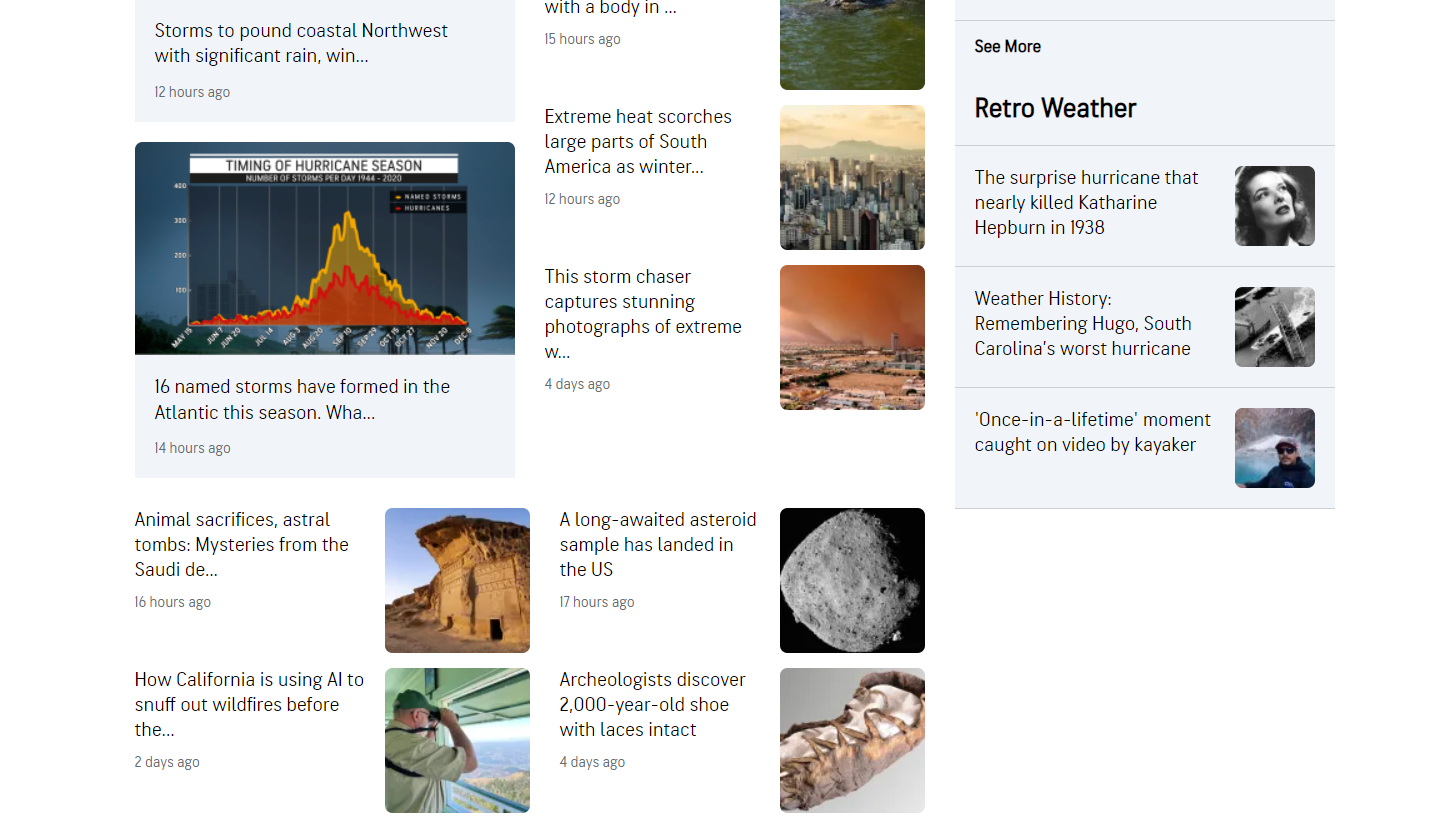 Storms to pound coastal Northwest
with significant rain, win...
12 hours ago
TIMING OF HURRICANE SEASON
NUMBER OF STORMS PER DAY 1944 - 2020
NAMED STORMS
HURRICANES
400
300
200
100
MAY 15
JUN 1
JUN 20
JUL 14
AUG 3
AUG 20
SEP 10
SEP 29
OCT 15
OCT 27
NOV 20
DEC 6
16 named storms have formed in the
Atlantic this season. Wha...
14 hours ago
with a body in ...
15 hours ago
Extreme heat scorches
large parts of South
America as winter...
12 hours ago
This storm chaser
captures stunning
photographs of extreme
w...
4 days ago
Animal sacrifices, astral
tombs: Mysteries from the
Saudi de...
16 hours ago
A long-awaited asteroid
sample has landed in
the US
17 hours ago
How California is using AI to
snuff out wildfires before
the...
2 days ago
Archeologists discover
2,000-year-old shoe
with laces intact
4 days ago
See More
Retro Weather
The surprise hurricane that
nearly killed Katharine
Hepburn in 1938
Weather History:
Remembering Hugo, South
Carolina’s worst hurricane
'Once-in-a-lifetime' moment
caught on video by kayaker